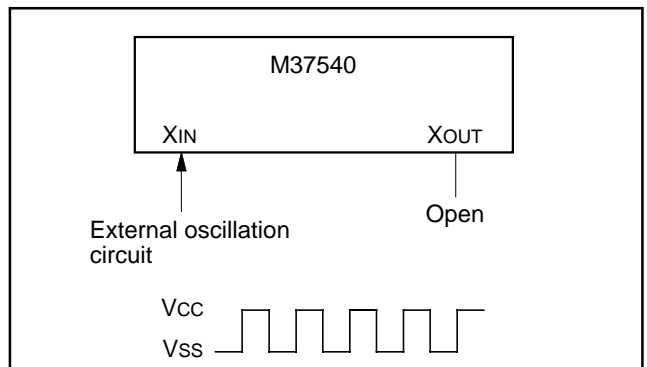 M37540
XIN XOUT
External oscillation
circuit
Open
VCC
VSS